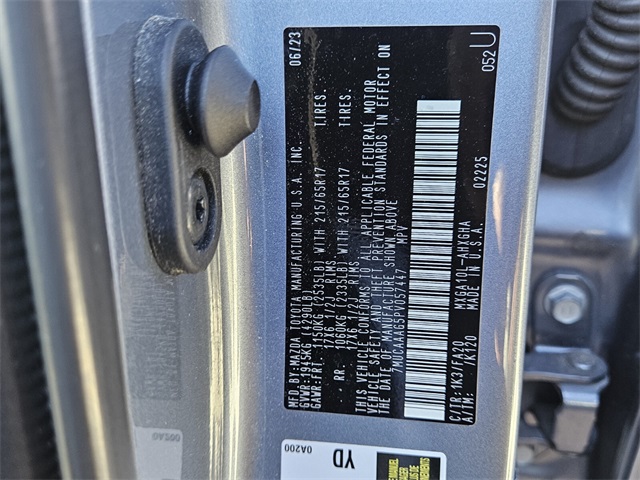 MFD.BY:MAZDA TOYOTA MANUFACTURING U.S.A. INC. 06/23
GVWR:1945KG (4290LB)
GAWR:FRT. 1150KG (2535LB) WITH 215/65R17 TIRES.
17X6 1/2J RIMS
RR. 1060KG (2335LB) WITH 215/65R17 TIRES.
17X6 1/2J RIMS
THIS VEHICLE CONFORMS TO ALL APPLICABLE FEDERAL MOTOR
VEHICLE SAFETY AND THEFT PREVENTION STANDARDS IN EFFECT ON
THE DATE OF MANUFACTURE SHOWN ABOVE.
7MUCAAAG5PV057447 MPV
C/TR:1K3/FA20 MXGA10L-AHXGHA
A/TM: /K120 MADE IN U.S.A.
02225
052U
0A200
YD